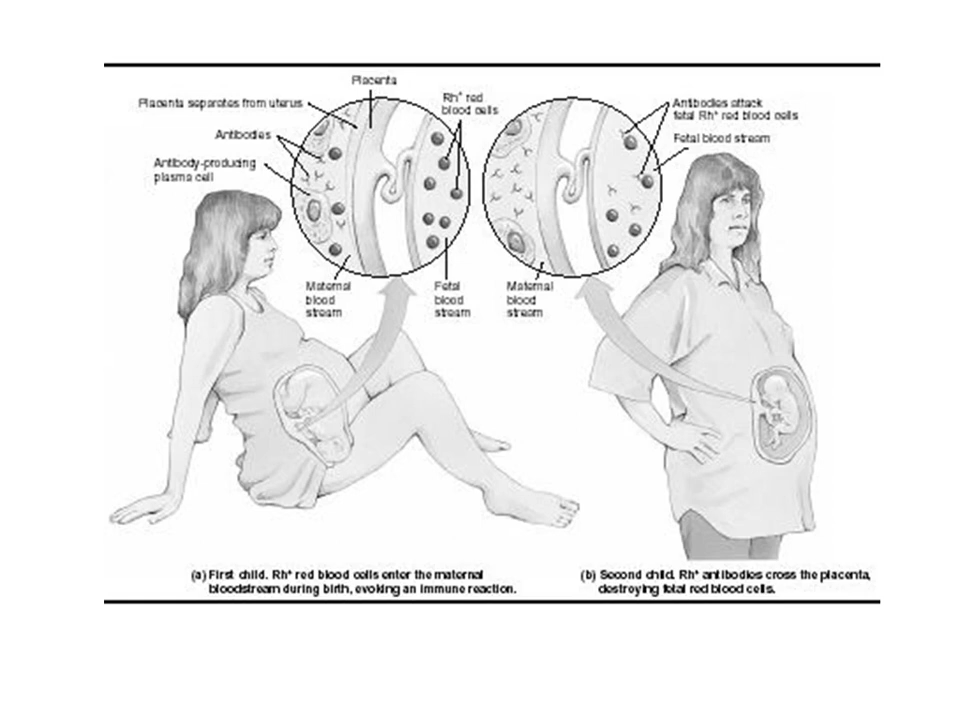 Placenta
Placenta separates from uterus
Rh+ red
blood cells
Antibodies
Antibody-producing
plasma cell
Maternal
blood
stream
Fetal
blood
stream
Antibodies attack
fetal Rh+ red blood cells
Fetal blood stream
Maternal
blood
stream
(a) First child. Rh+ red blood cells enter the maternal
bloodstream during birth, evoking an immune reaction.
(b) Second child. Rh+ antibodies cross the placenta,
destroying fetal red blood cells.